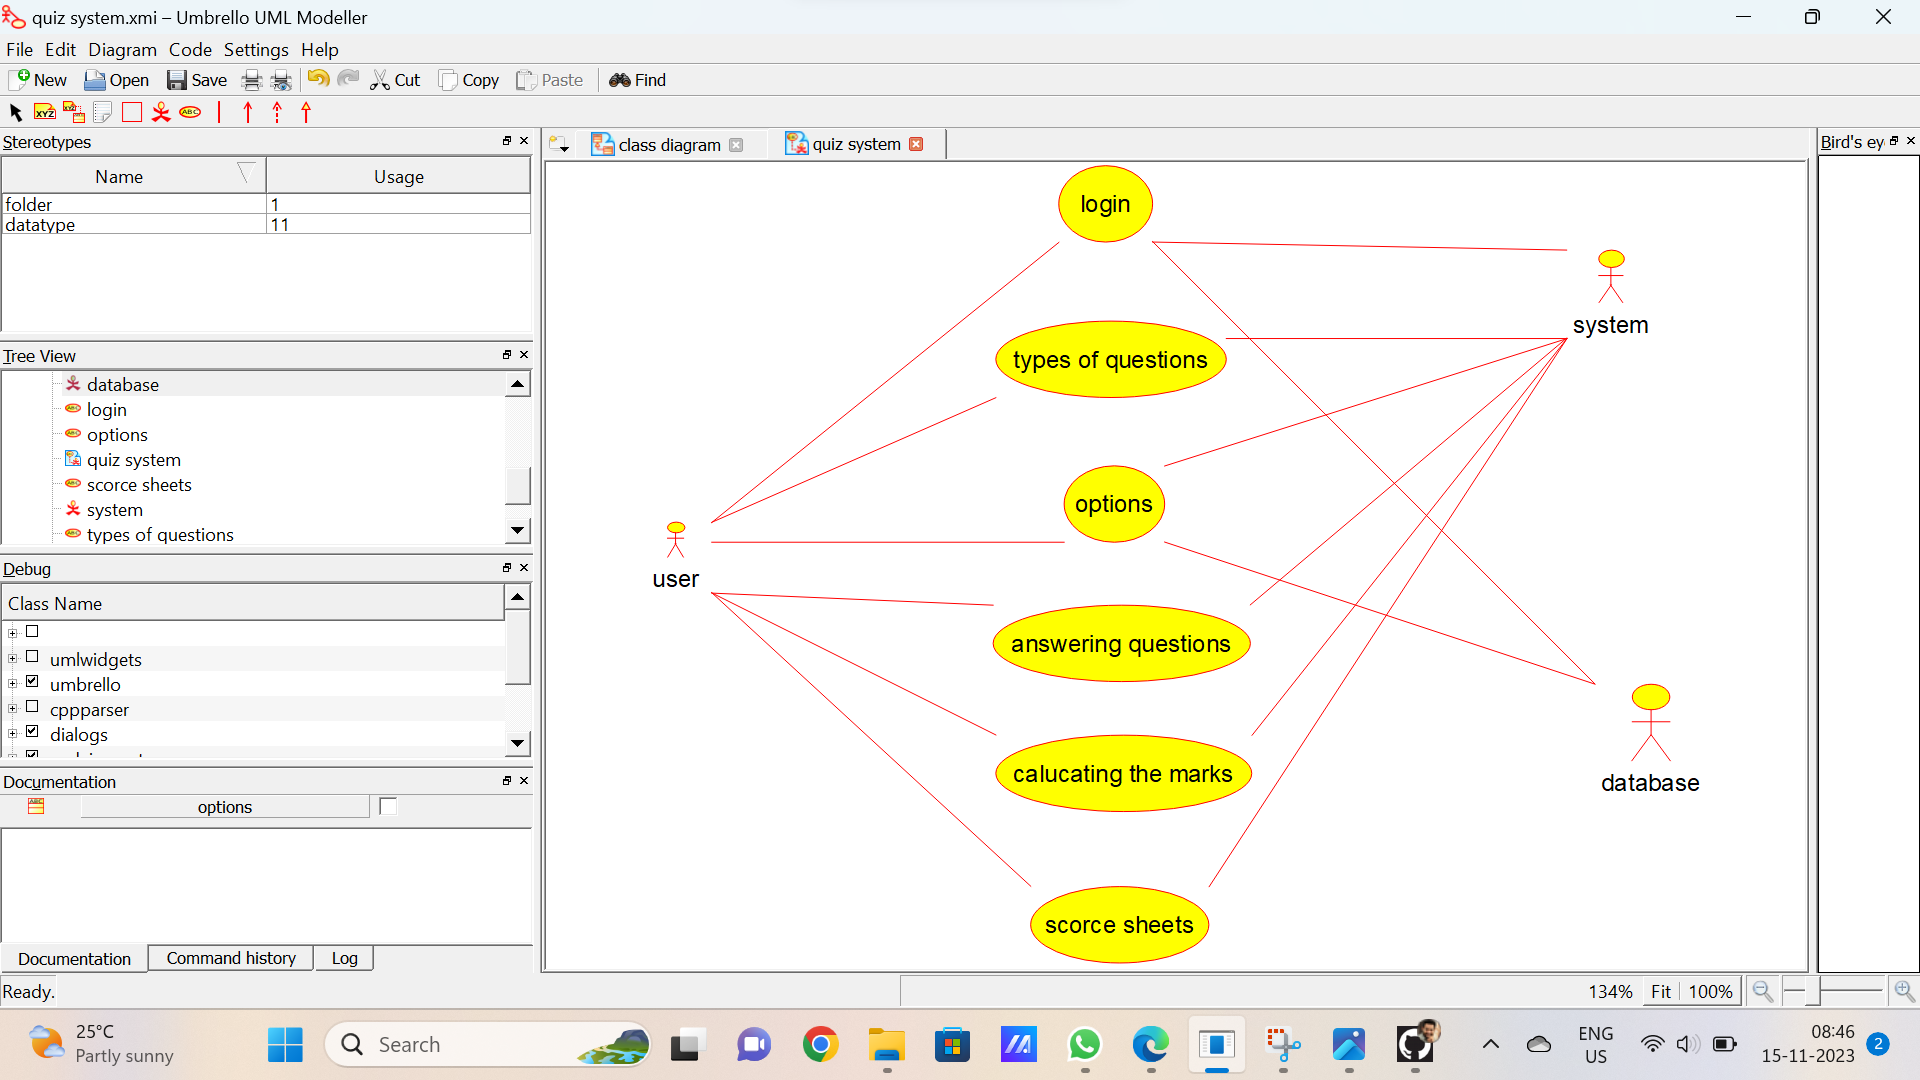 quiz system.xmi – Umbrello UML Modeller
File Edit Diagram Code Settings Help
New Open Save Cut Copy Paste Find
XYZ XYZ ABC
Stereotypes
Name Usage
folder 1
datatype 11
Tree View
database
login
options
quiz system
scorce sheets
system
types of questions
Debug
Class Name
umlwidgets
umbrello
cppparser
dialogs
Documentation
options
Documentation Command history Log
Ready.
class diagram quiz system
login
types of questions
options
answering questions
calucating the marks
scorce sheets
user
system
database
Bird's ey
134% Fit 100%
25°C
Partly sunny
Search
ENG
US
08:46
15-11-2023
2